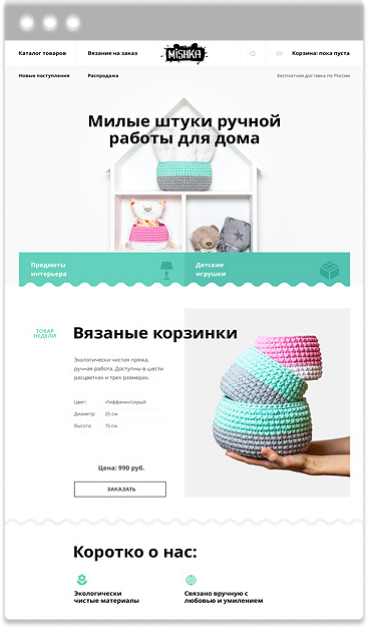 Каталог товаров
Вязание на заказ
MiSHKA
Корзина: пока пуста
Новые поступления
Распродажа
Бесплатная доставка по России
Милые штуки ручной
работы для дома
Предметы
интерьера
Детские
игрушки
ТОВАР
НЕДЕЛИ
Вязаные корзинки
Экологически чистая пряжа,
ручная работа. Доступны в шести
расцветках и трех размерах.
Цвет: «Тиффани»/серый
Диаметр: 25 см
Высота: 15 см
Цена: 990 руб.
ЗАКАЗАТЬ
Коротко о нас:
Экологически
чистые материалы
Связано вручную с
любовью и умилением